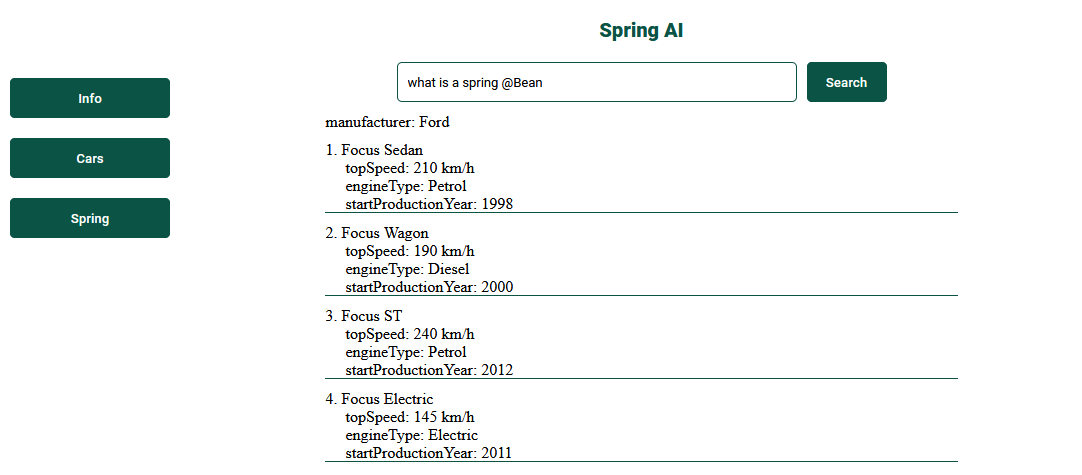 Spring AI
what is a spring @Bean
Search
Info
Cars
Spring
manufacturer: Ford
1. Focus Sedan
topSpeed: 210 km/h
engineType: Petrol
startProductionYear: 1998
2. Focus Wagon
topSpeed: 190 km/h
engineType: Diesel
startProductionYear: 2000
3. Focus ST
topSpeed: 240 km/h
engineType: Petrol
startProductionYear: 2012
4. Focus Electric
topSpeed: 145 km/h
engineType: Electric
startProductionYear: 2011